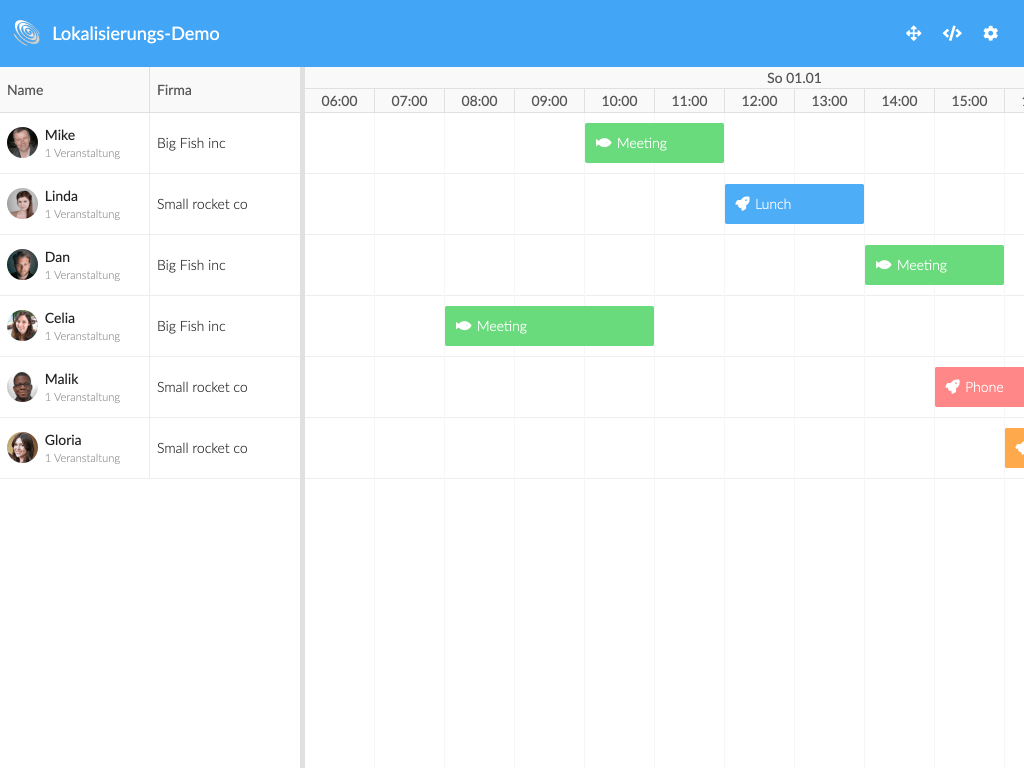 Lokalisierungs-Demo
Name Firma So 01.01
06:00 07:00 08:00 09:00 10:00 11:00 12:00 13:00 14:00 15:00
Mike
1 Veranstaltung
Big Fish inc
Meeting
Linda
1 Veranstaltung
Small rocket co
Lunch
Dan
1 Veranstaltung
Big Fish inc
Meeting
Celia
1 Veranstaltung
Big Fish inc
Meeting
Malik
1 Veranstaltung
Small rocket co
Phone
Gloria
1 Veranstaltung
Small rocket co